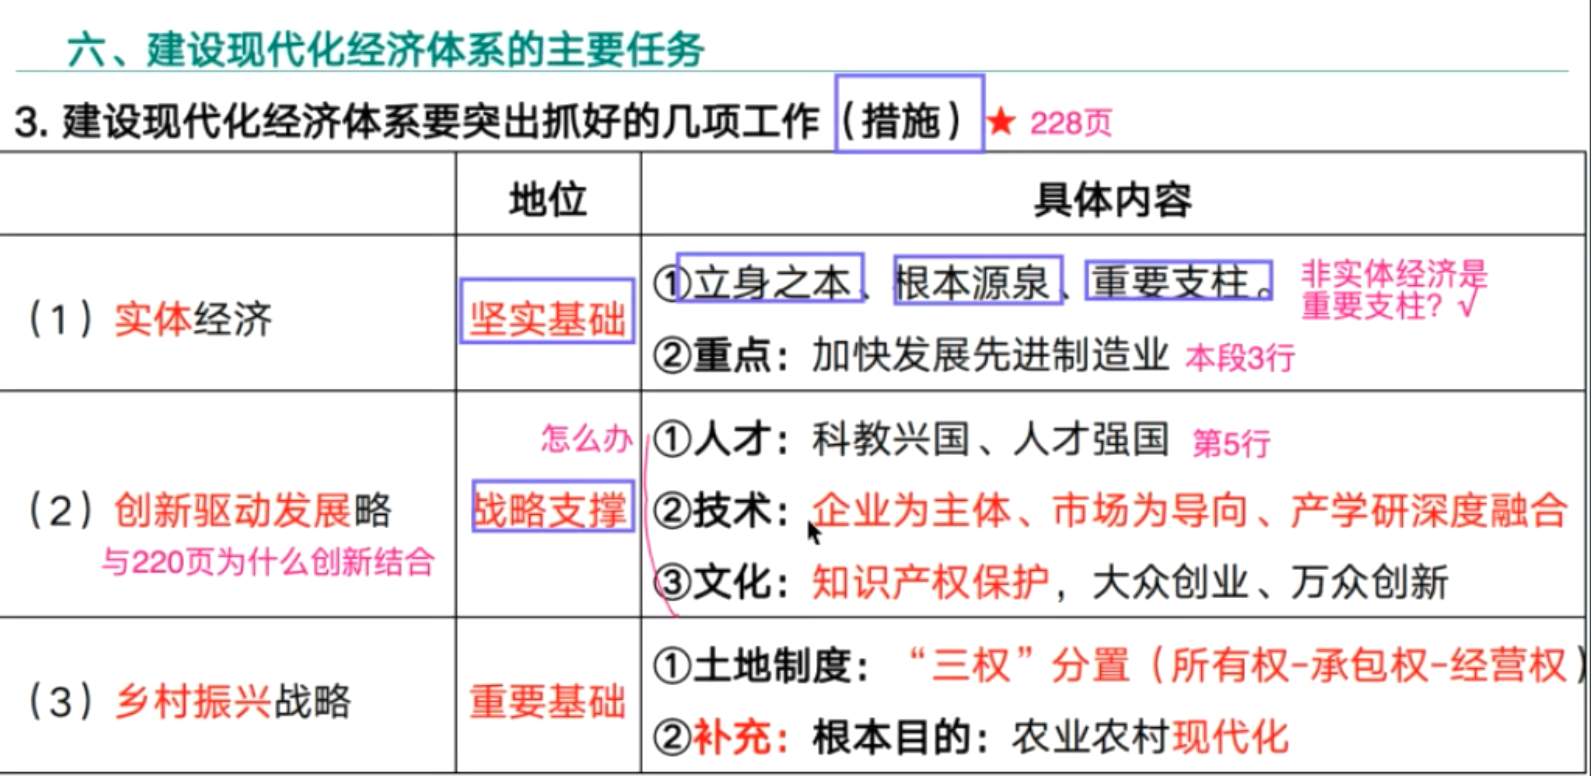 六、建设现代化经济体系的主要任务
3. 建设现代化经济体系要突出抓好的几项工作（措施）★ 228页
地位 具体内容
（1）实体经济
坚实基础
①立身之本、根本源泉、重要支柱。
非实体经济是
重要支柱？√
②重点：加快发展先进制造业 本段3行
（2）创新驱动发展略
与220页为什么创新结合
怎么办
战略支撑
①人才：科教兴国、人才强国 第5行
②技术：企业为主体、市场为导向、产学研深度融合
③文化：知识产权保护，大众创业、万众创新
（3）乡村振兴战略
重要基础
①土地制度：“三权”分置（所有权-承包权-经营权）
②补充：根本目的：农业农村现代化